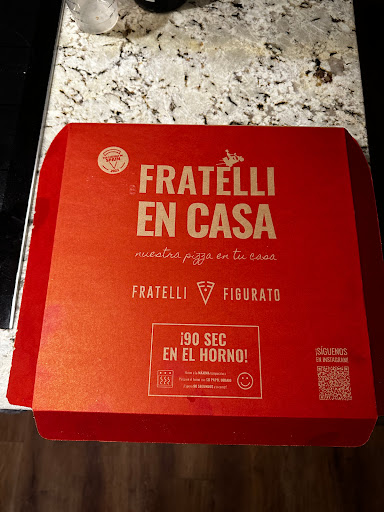 FRATELLI
EN CASA
nuestra pizza en tu casa
FRATELLI FIGURATO
¡90 SEC
EN EL HORNO!
¡SÍGUENOS
EN INSTAGRAM!